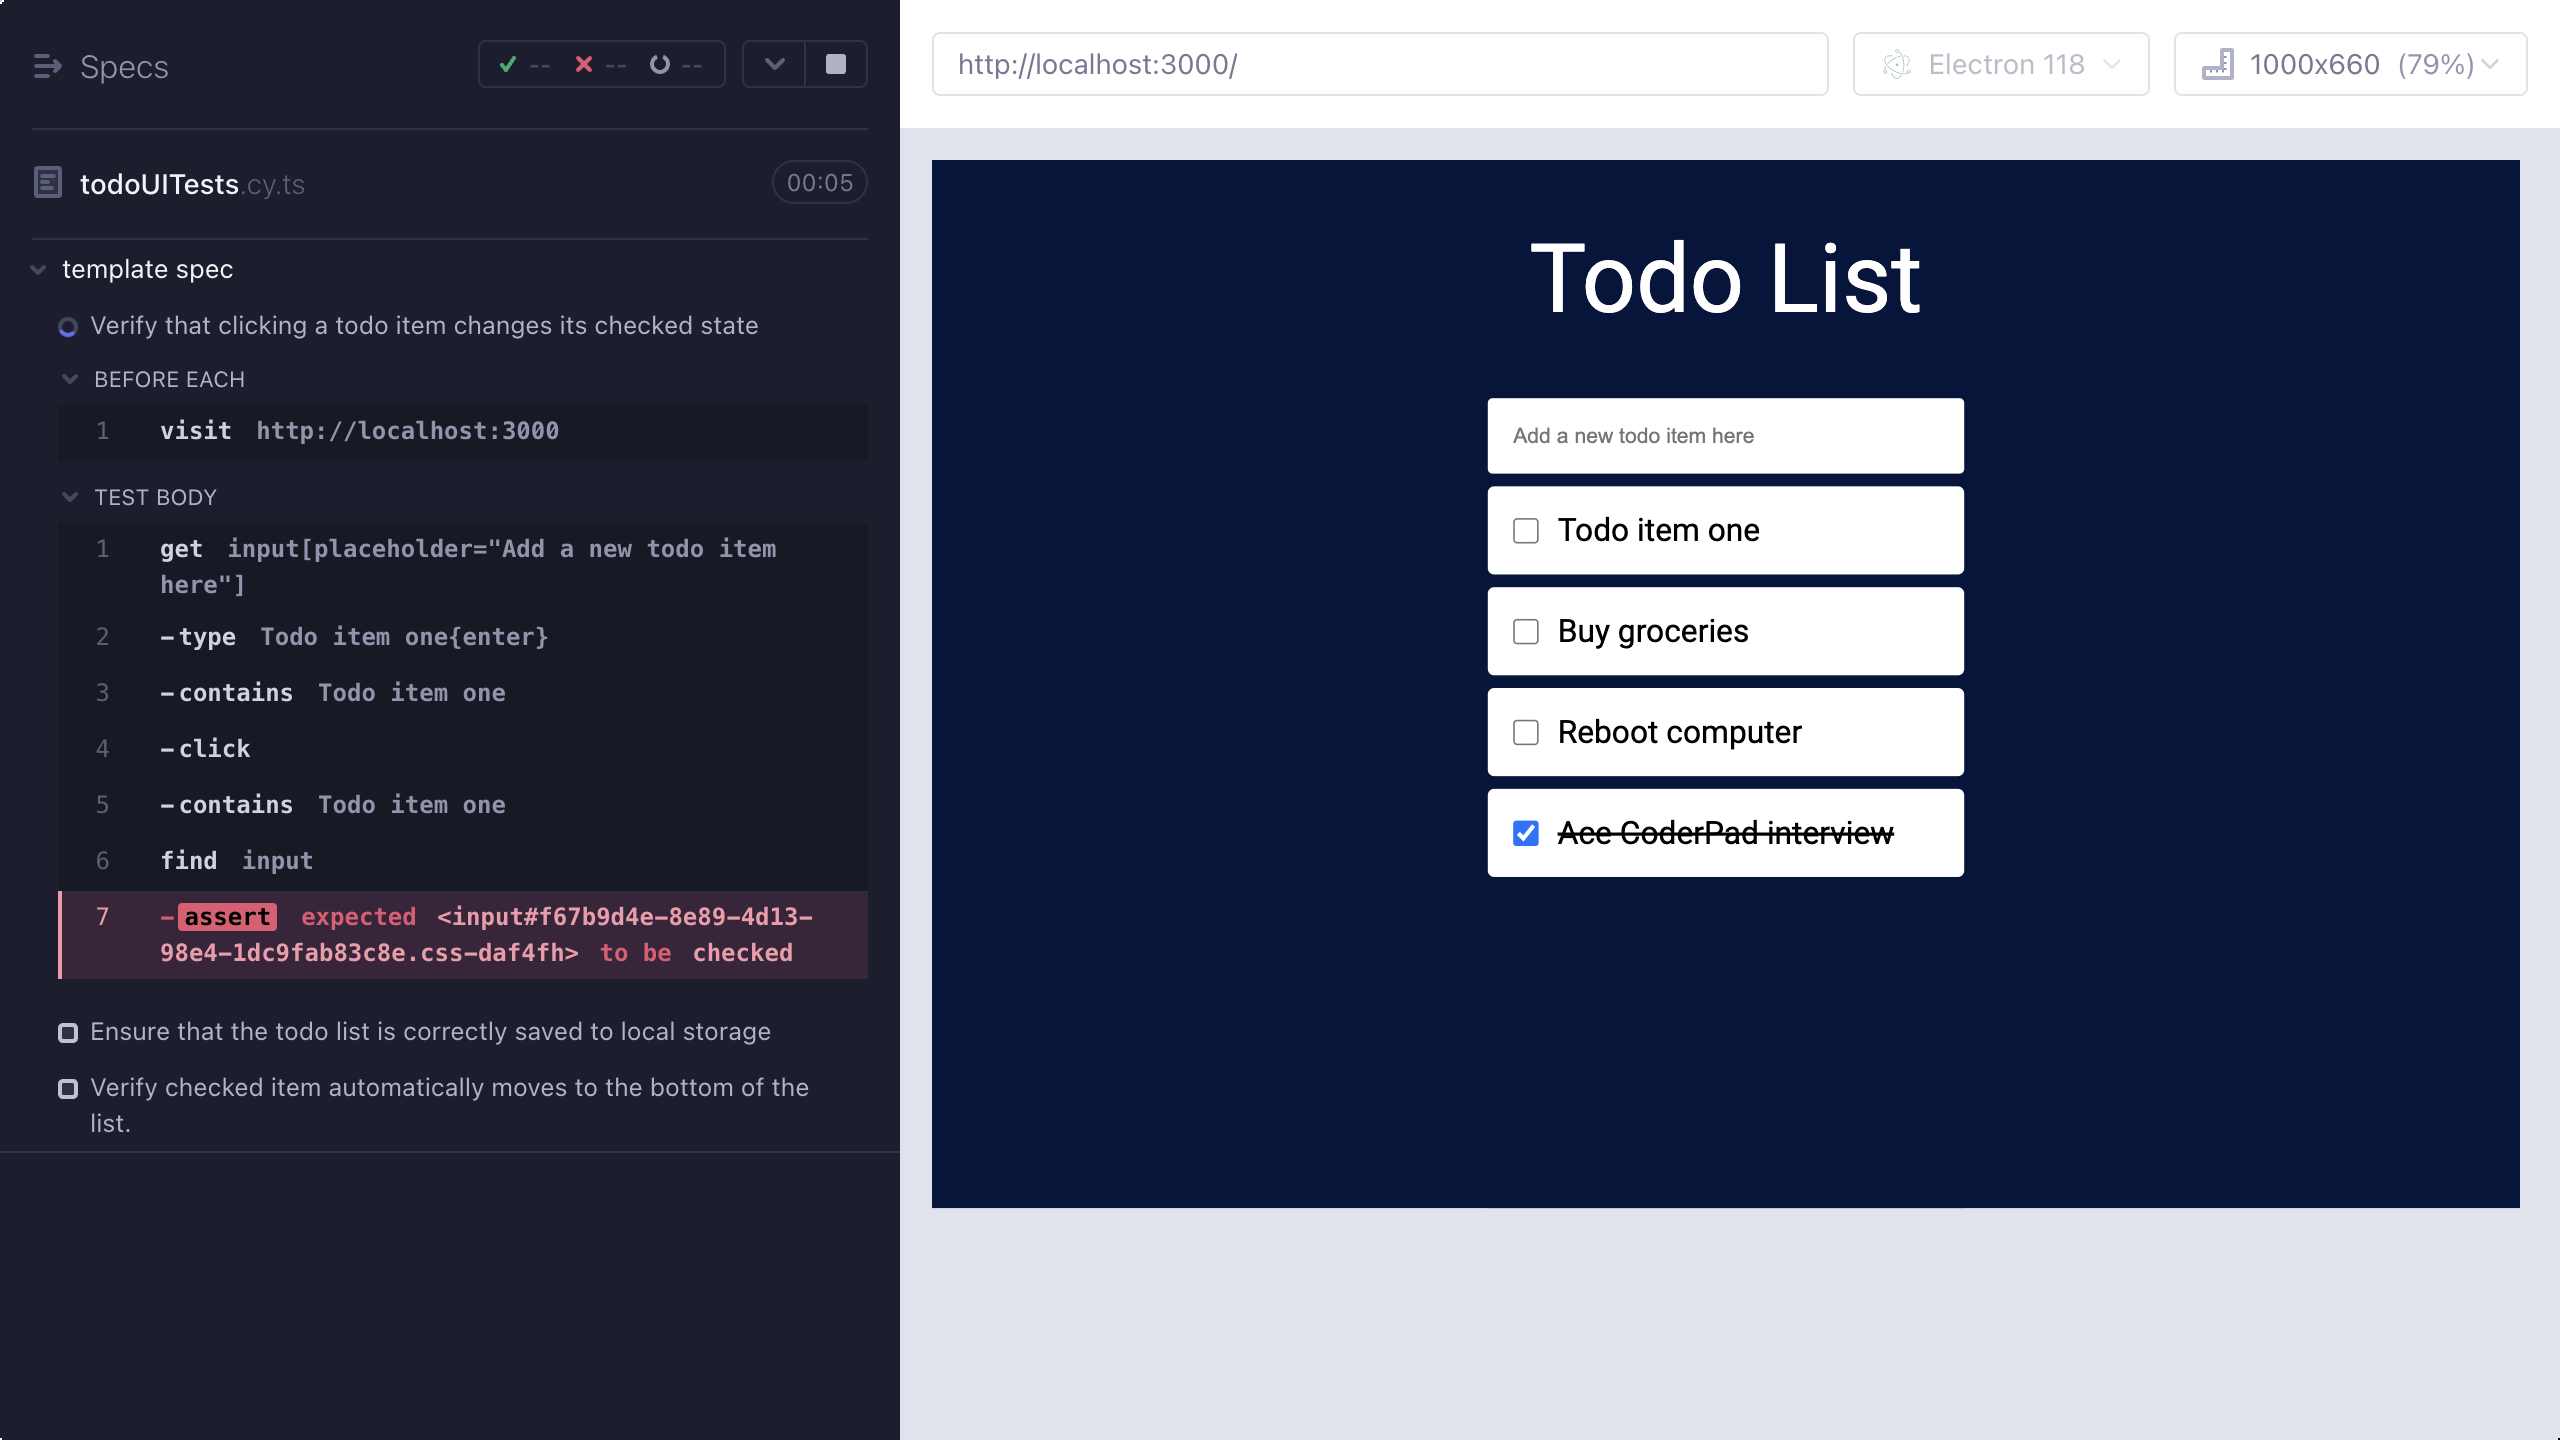 Specs
-- -- --
todoUITests.cy.ts 00:05
template spec
Verify that clicking a todo item changes its checked state
BEFORE EACH
1 visit http://localhost:3000
TEST BODY
1 get input[placeholder="Add a new todo item
here"]
2 -type Todo item one{enter}
3 -contains Todo item one
4 -click
5 -contains Todo item one
6 find input
7 -assert expected <input#f67b9d4e-8e89-4d13-
98e4-1dc9fab83c8e.css-daf4fh> to be checked
Ensure that the todo list is correctly saved to local storage
Verify checked item automatically moves to the bottom of the
list.
http://localhost:3000/
Electron 118
1000x660 (79%)
Todo List
Add a new todo item here
Todo item one
Buy groceries
Reboot computer
Ace CoderPad interview